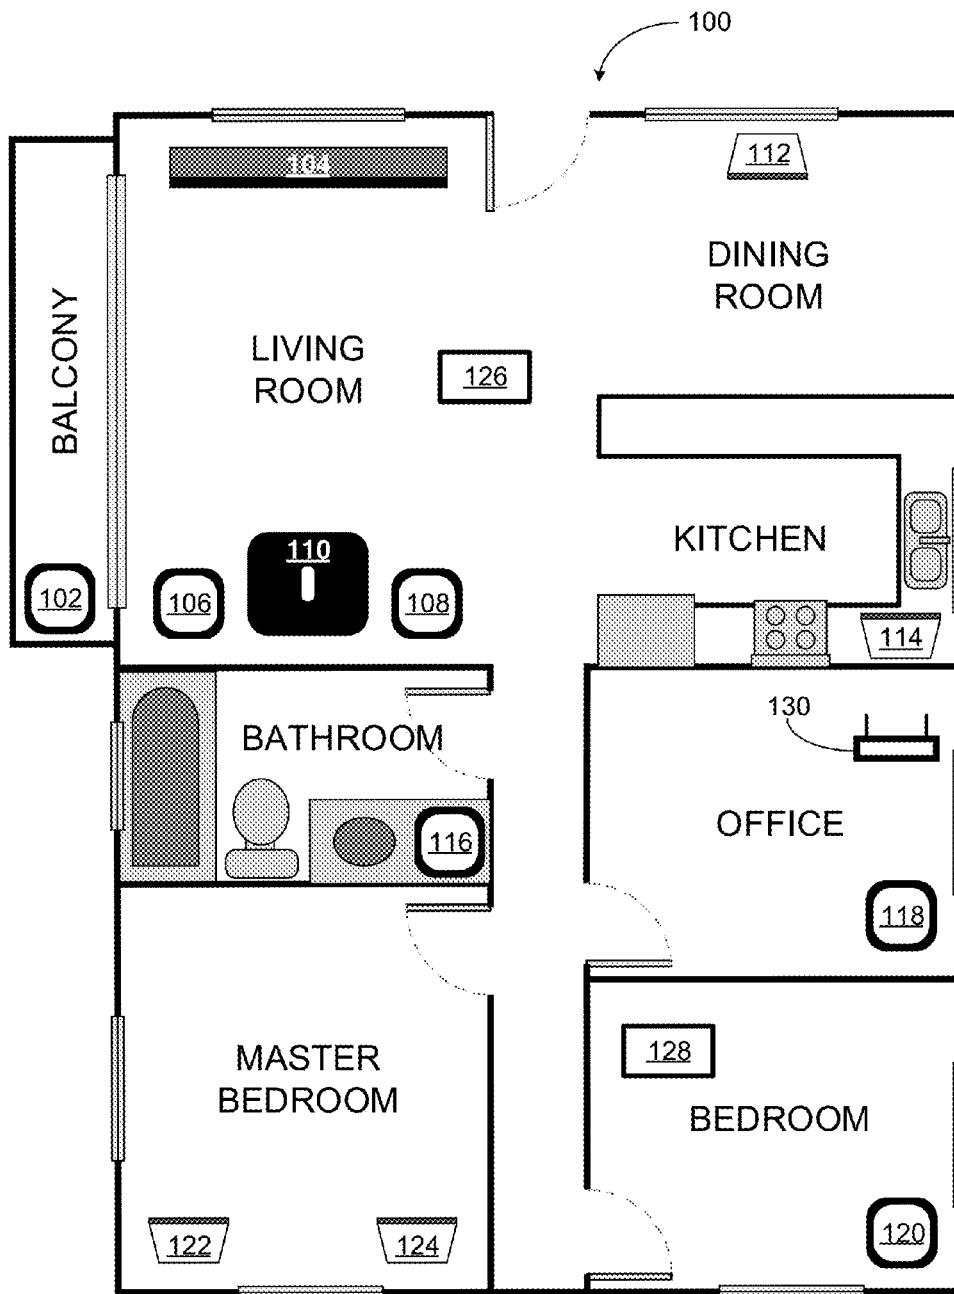 100
104
112
DINING
ROOM
BALCONY
LIVING
ROOM
126
KITCHEN
110
102
106
108
114
130
BATHROOM
OFFICE
116
118
128
MASTER
BEDROOM
BEDROOM
122
124
120